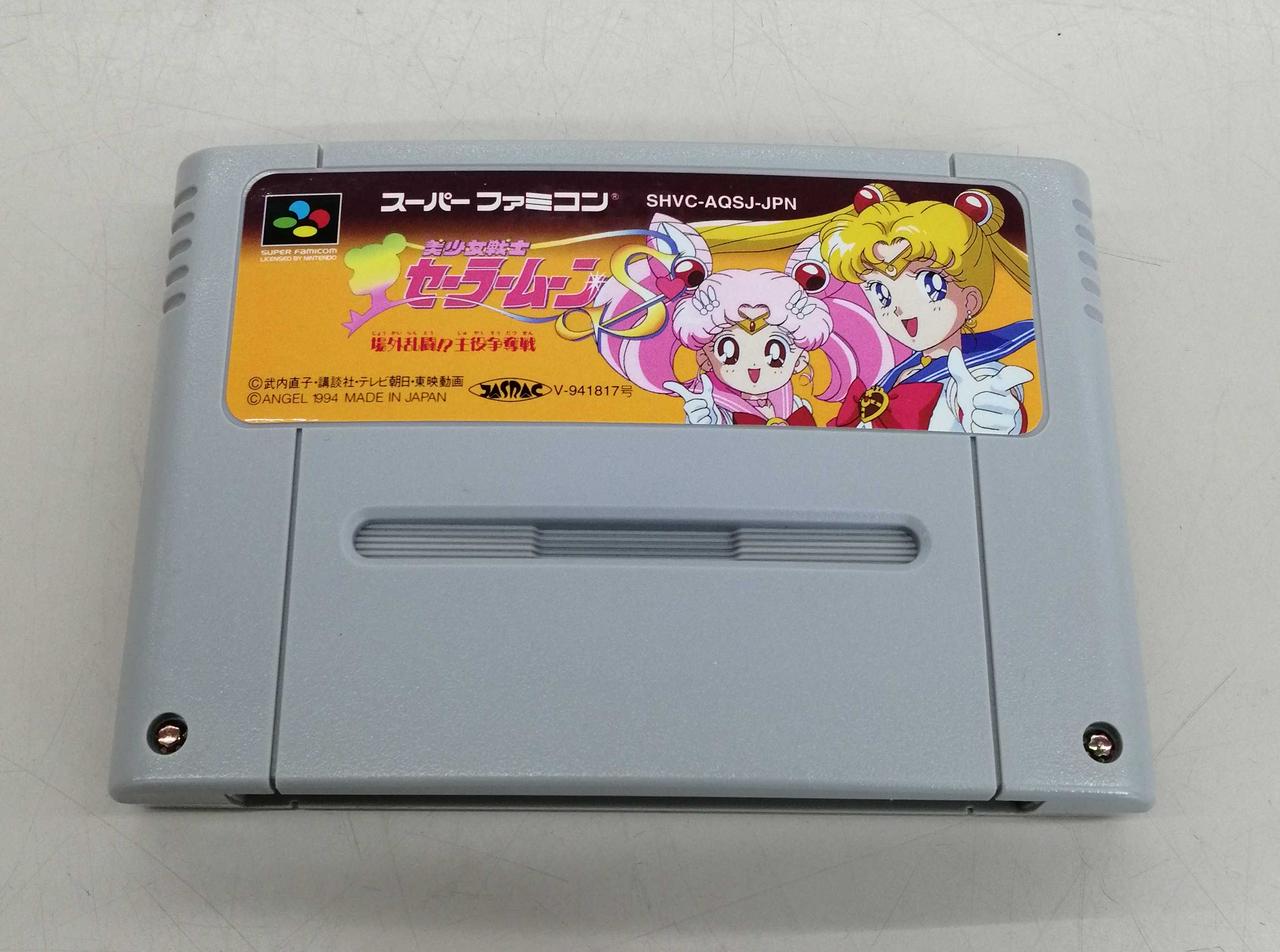 スーパーファミコン® SHVC-AQSJ-JPN
SUPER FAMICOM
LICENSED BY NINTENDO
美少女戦士
セーラームーンS
じょうがいらんとう しゅやくそうだつせん
場外乱闘!?主役争奪戦
©武内直子・講談社・テレビ朝日・東映動画
©ANGEL 1994 MADE IN JAPAN
JASRAC V-941817号